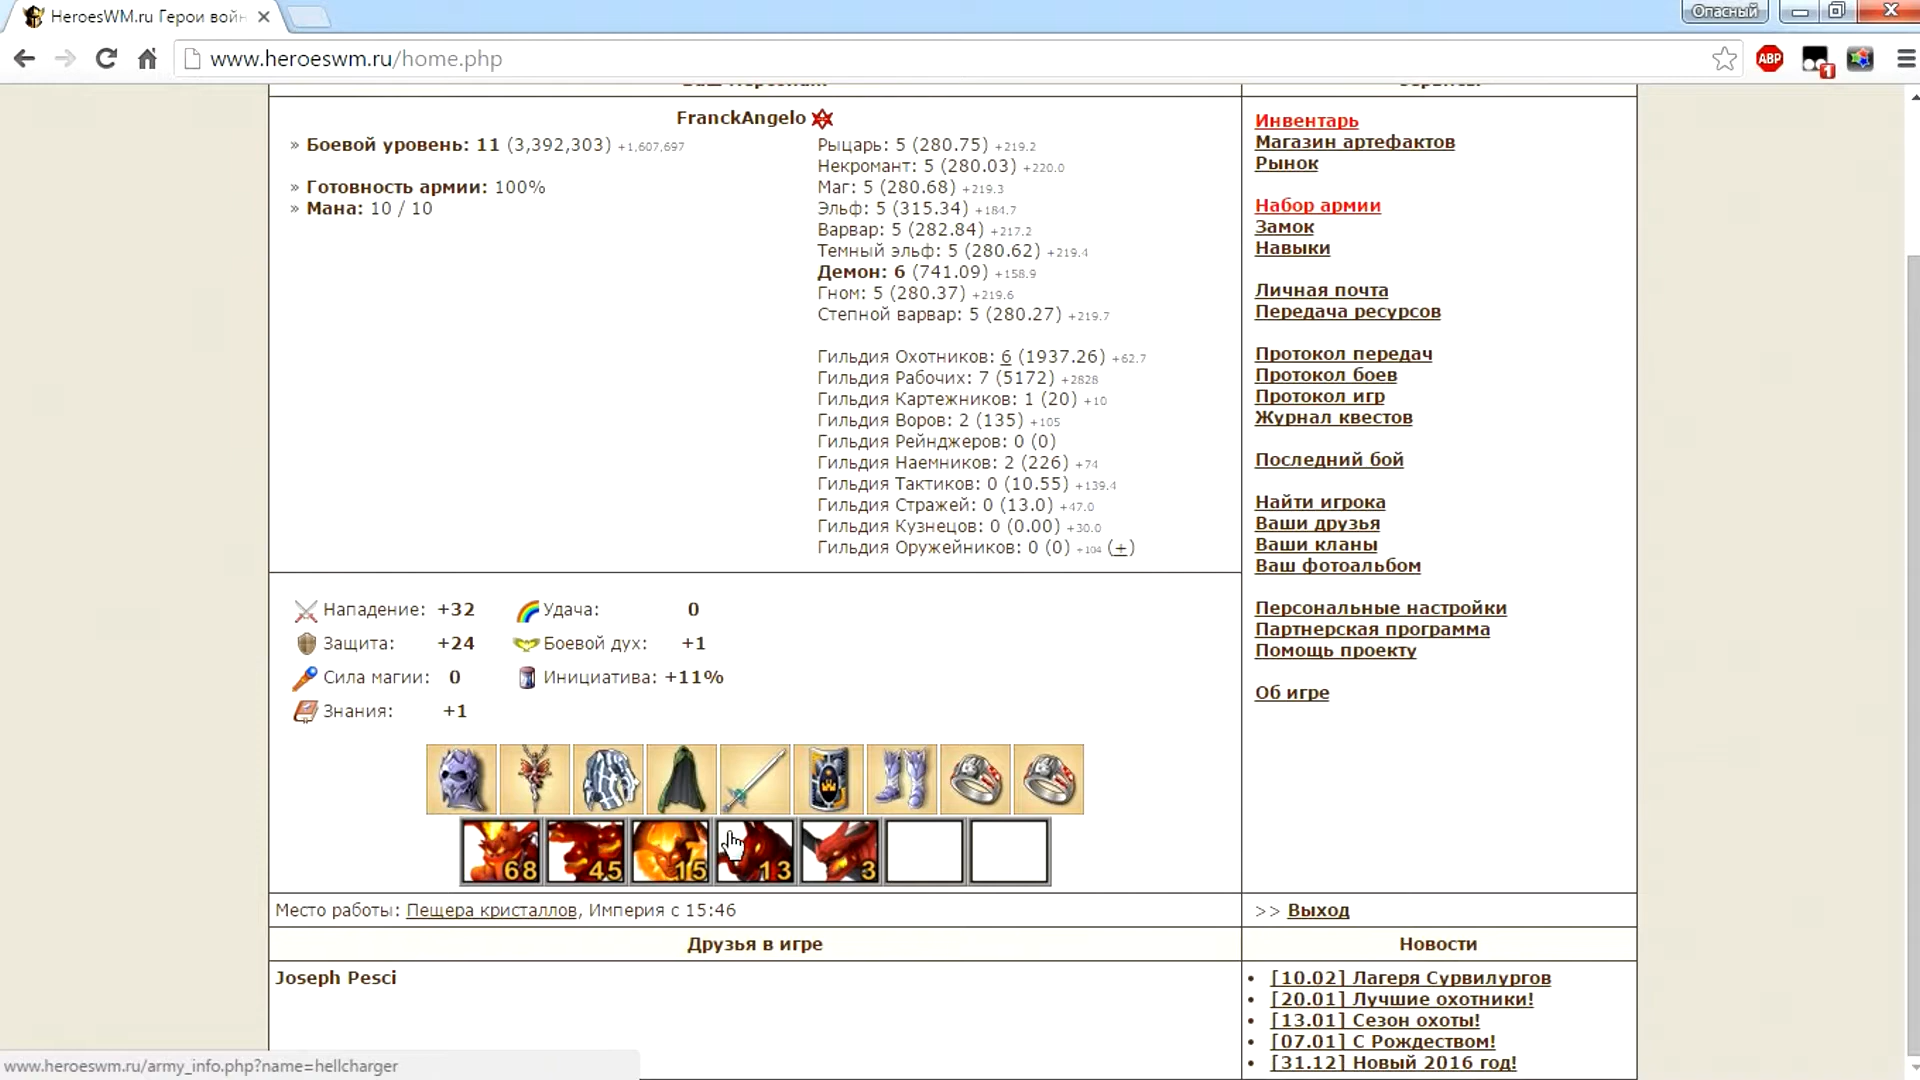 HeroesWM.ru Герои вой
Опасный
www.heroeswm.ru/home.php
ABP
1
FranckAngelo
» Боевой уровень: 11 (3,392,303) +1,607,697
» Готовность армии: 100%
» Мана: 10 / 10
Рыцарь: 5 (280.75) +219.2
Некромант: 5 (280.03) +220.0
Маг: 5 (280.68) +219.3
Эльф: 5 (315.34) +184.7
Варвар: 5 (282.84) +217.2
Темный эльф: 5 (280.62) +219.4
Демон: 6 (741.09) +158.9
Гном: 5 (280.37) +219.6
Степной варвар: 5 (280.27) +219.7
Гильдия Охотников: 6 (1937.26) +62.7
Гильдия Рабочих: 7 (5172) +2828
Гильдия Картежников: 1 (20) +10
Гильдия Воров: 2 (135) +105
Гильдия Рейнджеров: 0 (0)
Гильдия Наемников: 2 (226) +74
Гильдия Тактиков: 0 (10.55) +139.4
Гильдия Стражей: 0 (13.0) +47.0
Гильдия Кузнецов: 0 (0.00) +30.0
Гильдия Оружейников: 0 (0) +104 (+)
Инвентарь
Магазин артефактов
Рынок
Набор армии
Замок
Навыки
Личная почта
Передача ресурсов
Протокол передач
Протокол боев
Протокол игр
Журнал квестов
Последний бой
Найти игрока
Ваши друзья
Ваши кланы
Ваш фотоальбом
Персональные настройки
Партнерская программа
Помощь проекту
Об игре
Нападение: +32 Удача: 0
Защита: +24 Боевой дух: +1
Сила магии: 0 Инициатива: +11%
Знания: +1
68 45 15 13 3
Место работы: Пещера кристаллов, Империя с 15:46
>> Выход
Друзья в игре
Новости
Joseph Pesci
• [10.02] Лагеря Сурвилургов
• [20.01] Лучшие охотники!
• [13.01] Сезон охоты!
• [07.01] С Рождеством!
• [31.12] Новый 2016 год!
www.heroeswm.ru/army_info.php?name=hellcharger